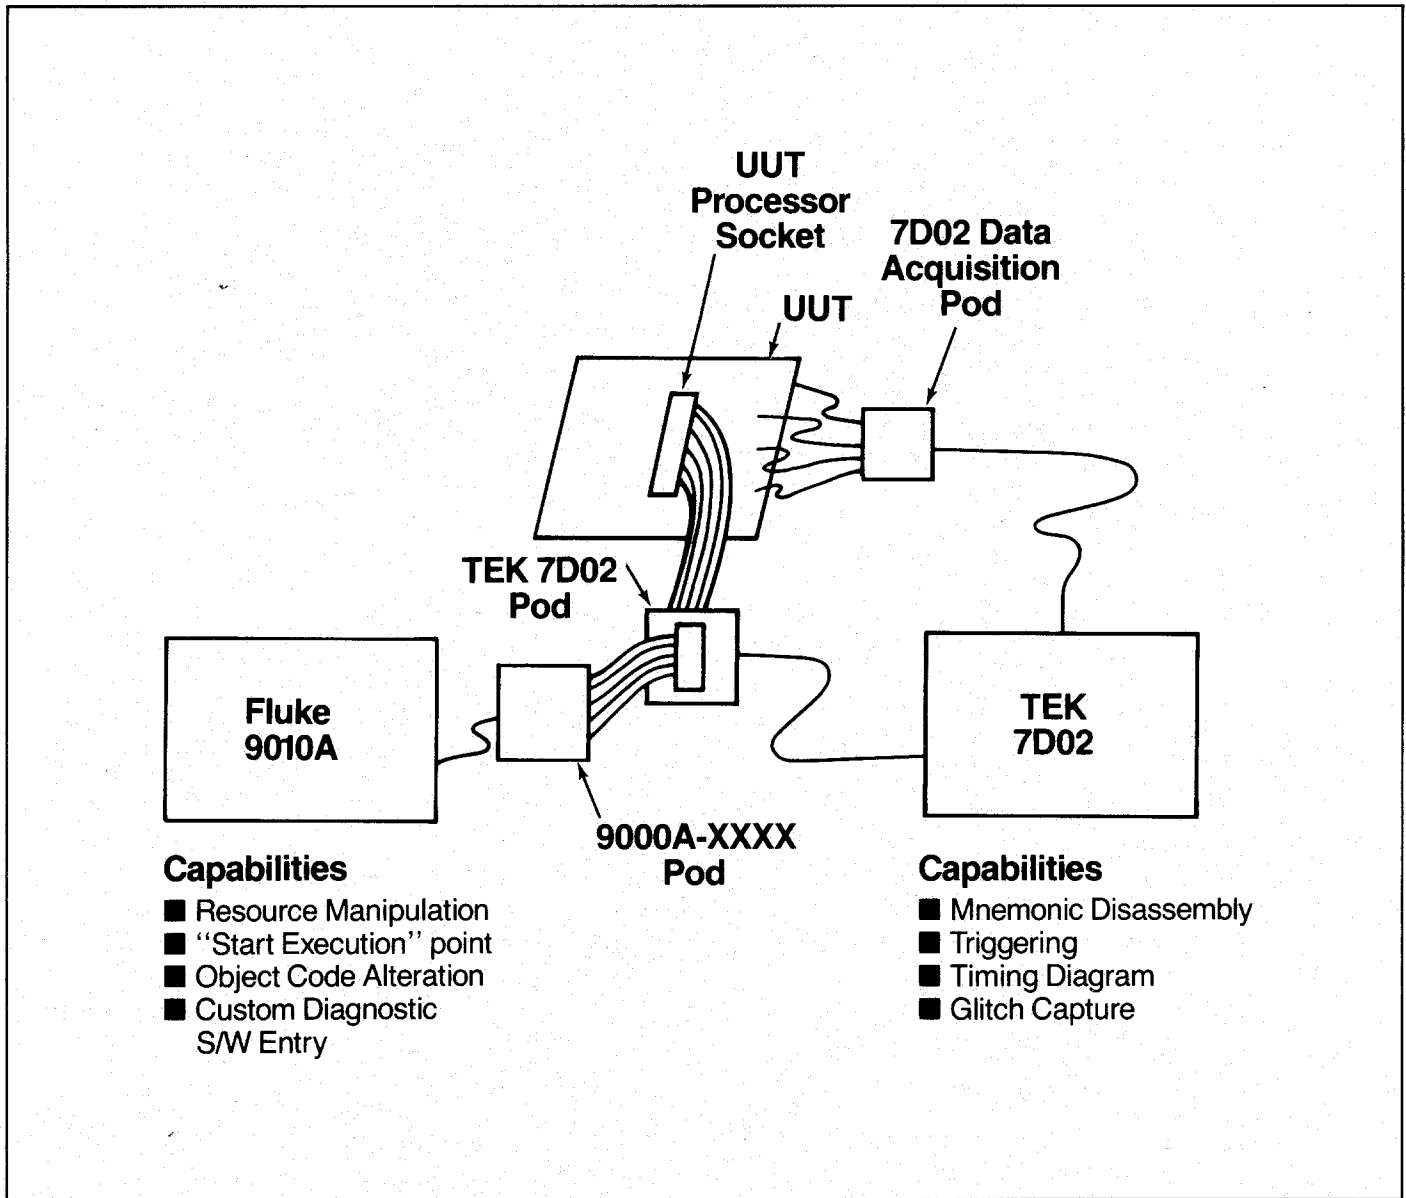 UUT
Processor
Socket
7D02 Data
Acquisition
Pod
UUT
TEK 7D02
Pod
Fluke
9010A
TEK
7D02
9000A-XXXX
Pod
Capabilities
■ Resource Manipulation
■ "Start Execution" point
■ Object Code Alteration
■ Custom Diagnostic
S/W Entry
Capabilities
■ Mnemonic Disassembly
■ Triggering
■ Timing Diagram
■ Glitch Capture